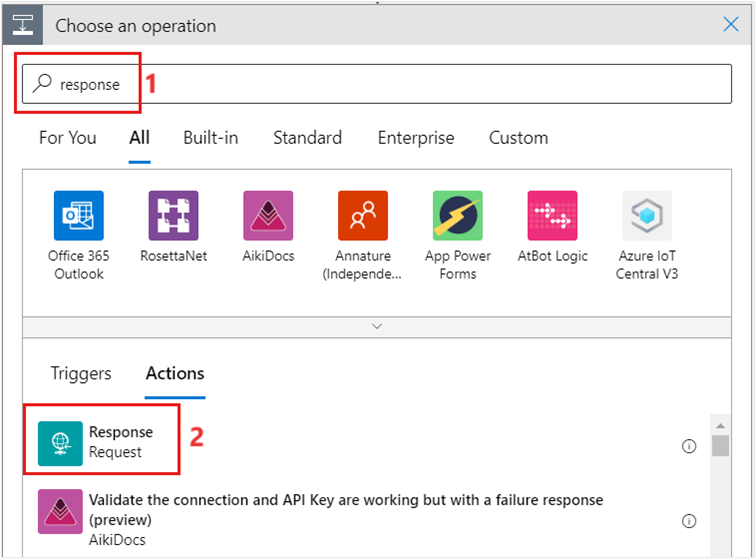 Choose an operation
response
1
For You All Built-in Standard Enterprise Custom
Office 365 Outlook
RosettaNet
AikiDocs
Annature (Independe...
App Power Forms
AtBot Logic
Azure IoT Central V3
Triggers Actions
Response
Request
2
Validate the connection and API Key are working but with a failure response
(preview)
AikiDocs